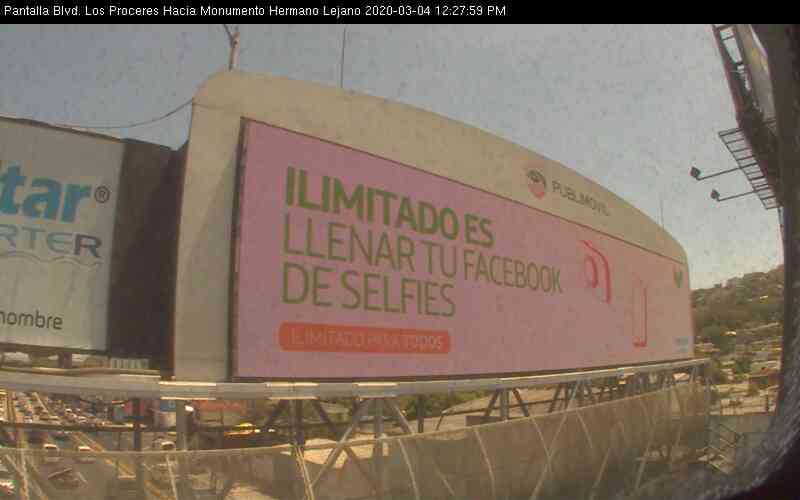 Pantalla Blvd. Los Proceres Hacia Monumento Hermano Lejano 2020-03-04 12:27:59 PM
tar®
RTER
nombre
PUBLIMOVIL
ILIMITADO ES
LLENAR TU FACEBOOK
DE SELFIES
ILIMITADO PARA TODOS